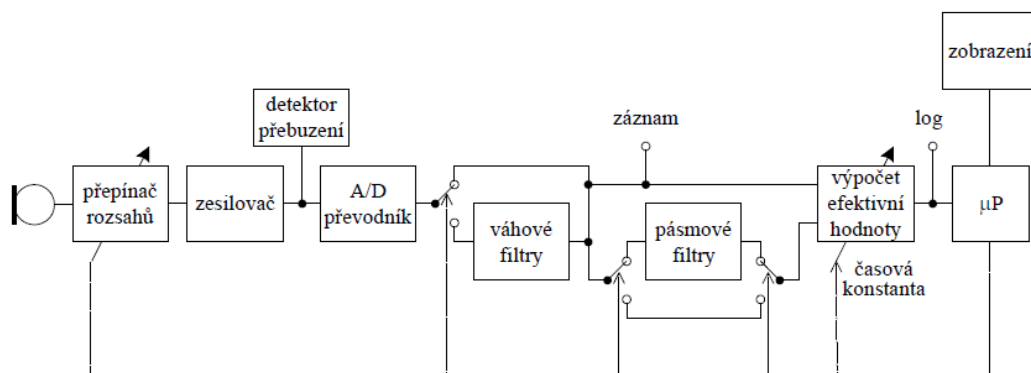 zobrazení
detektor
přebuzení
záznam
log
přepínač
rozsahů
zesilovač
A/D
převodník
váhové
filtry
pásmové
filtry
výpočet
efektivní
hodnoty
μP
časová
konstanta